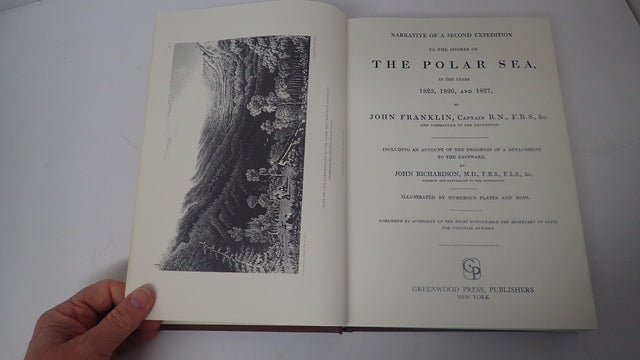 NARRATIVE OF A SECOND EXPEDITION
TO THE SHORES OF
THE POLAR SEA,
IN THE YEARS
1825, 1826, AND 1827,
BY
JOHN FRANKLIN, CAPTAIN R.N., F.R.S., &c.
AND COMMANDER OF THE EXPEDITION.
INCLUDING AN ACCOUNT OF THE PROGRESS OF A DETACHMENT
TO THE EASTWARD,
BY
JOHN RICHARDSON, M.D., F.R.S., F.L.S., &c.
SURGEON AND NATURALIST TO THE EXPEDITION.
ILLUSTRATED BY NUMEROUS PLATES AND MAPS.
PUBLISHED BY AUTHORITY OF THE RIGHT HONOURABLE THE SECRETARY OF STATE
FOR COLONIAL AFFAIRS.
GP
GREENWOOD PRESS, PUBLISHERS
NEW YORK